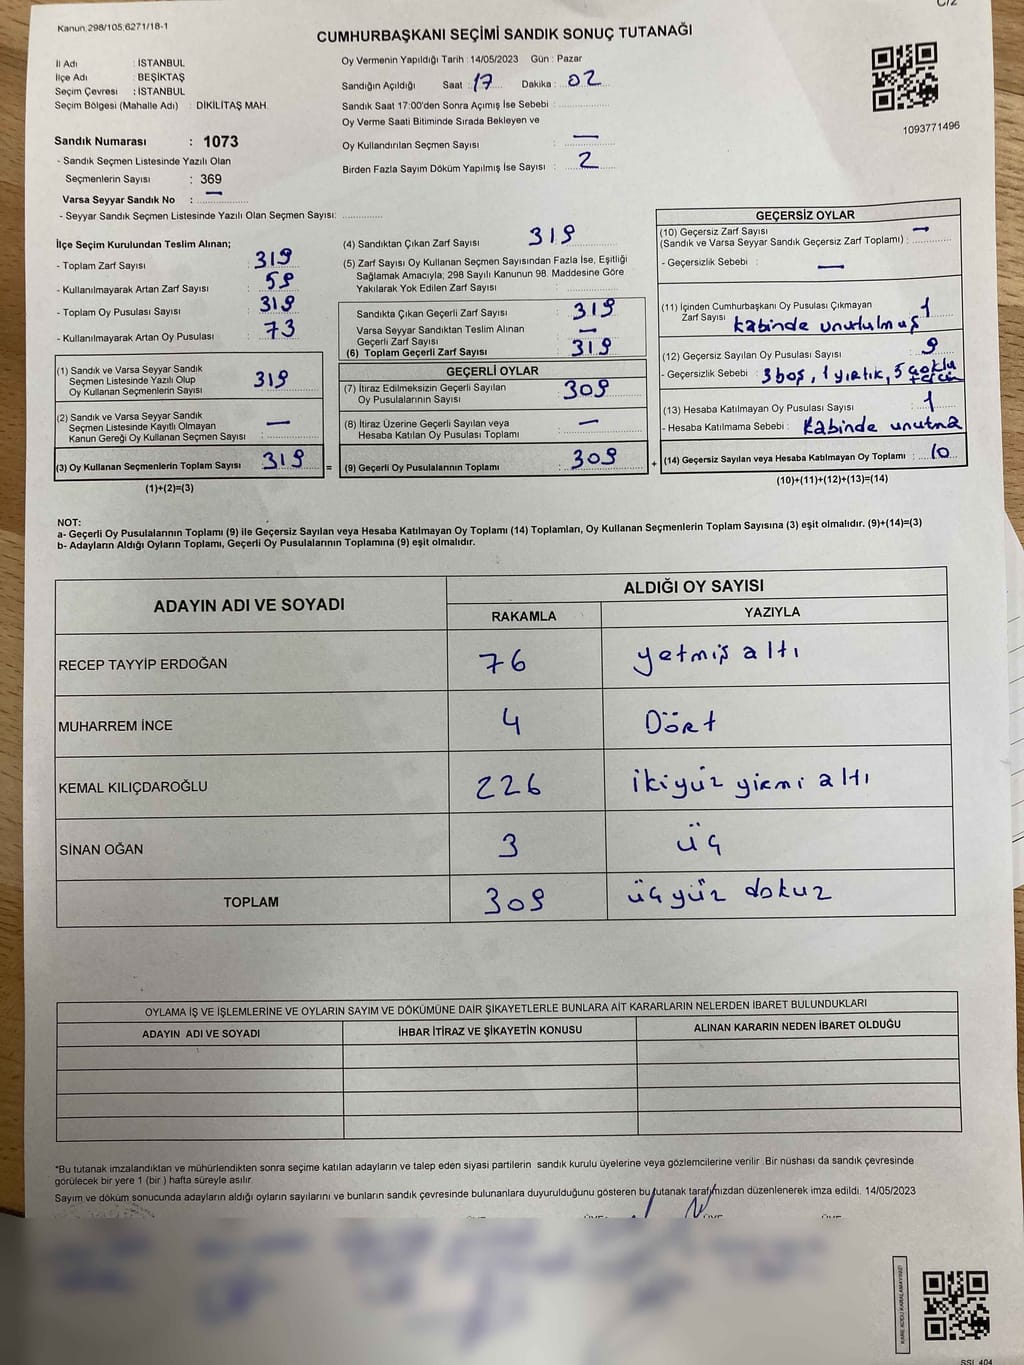 C/2
Kanun,298/105,6271/18-1
CUMHURBAŞKANI SEÇİMİ SANDIK SONUÇ TUTANAĞI
İl Adı : İSTANBUL
İlçe Adı : BEŞİKTAŞ
Seçim Çevresi : İSTANBUL
Seçim Bölgesi (Mahalle Adı) : DİKİLİTAŞ MAH.
Oy Vermenin Yapıldığı Tarih : 14/05/2023 Gün : Pazar
Sandığın Açıldığı Saat : 17 Dakika : 02
Sandık Saat 17:00'den Sonra Açımış İse Sebebi :
Oy Verme Saati Bitiminde Sırada Bekleyen ve
Oy Kullandırılan Seçmen Sayısı : —
Birden Fazla Sayım Döküm Yapılmış İse Sayısı : 2
1093771496
Sandık Numarası : 1073
- Sandık Seçmen Listesinde Yazılı Olan
Seçmenlerin Sayısı : 369
Varsa Seyyar Sandık No : —
- Seyyar Sandık Seçmen Listesinde Yazılı Olan Seçmen Sayısı:
İlçe Seçim Kurulundan Teslim Alınan;
- Toplam Zarf Sayısı : 319
- Kullanılmayarak Artan Zarf Sayısı : 59
- Toplam Oy Pusulası Sayısı : 319
- Kullanılmayarak Artan Oy Pusulası : 73
(1) Sandık ve Varsa Seyyar Sandık
Seçmen Listesinde Yazılı Olup
Oy Kullanan Seçmenlerin Sayısı : 319
(2) Sandık ve Varsa Seyyar Sandık
Seçmen Listesinde Kayıtlı Olmayan
Kanun Gereği Oy Kullanan Seçmen Sayısı : —
(3) Oy Kullanan Seçmenlerin Toplam Sayısı : 319
(1)+(2)=(3)
(4) Sandıktan Çıkan Zarf Sayısı 319
(5) Zarf Sayısı Oy Kullanan Seçmen Sayısından Fazla İse, Eşitliği
Sağlamak Amacıyla; 298 Sayılı Kanunun 98. Maddesine Göre
Yakılarak Yok Edilen Zarf Sayısı :
Sandıkta Çıkan Geçerli Zarf Sayısı : 319
Varsa Seyyar Sandıktan Teslim Alınan
Geçerli Zarf Sayısı : —
(6) Toplam Geçerli Zarf Sayısı : 319
GEÇERLİ OYLAR
(7) İtiraz Edilmeksizin Geçerli Sayılan
Oy Pusulalarının Sayısı : 309
(8) İtiraz Üzerine Geçerli Sayılan veya
Hesaba Katılan Oy Pusulası Toplamı : —
= (9) Geçerli Oy Pusulalarının Toplamı : 309 +
GEÇERSİZ OYLAR
(10) Geçersiz Zarf Sayısı
(Sandık ve Varsa Seyyar Sandık Geçersiz Zarf Toplamı) : —
- Geçersizlik Sebebi : —
(11) İçinden Cumhurbaşkanı Oy Pusulası Çıkmayan
Zarf Sayısı : 1
kabinde unutulmuş
(12) Geçersiz Sayılan Oy Pusulası Sayısı : 9
- Geçersizlik Sebebi : 3 boş, 1 yırtık, 5 çoklu
tercih
(13) Hesaba Katılmayan Oy Pusulası Sayısı : 1
- Hesaba Katılmama Sebebi : Kabinde unutma
(14) Geçersiz Sayılan veya Hesaba Katılmayan Oy Toplamı : 10
(10)+(11)+(12)+(13)=(14)
NOT:
a- Geçerli Oy Pusulalarının Toplamı (9) ile Geçersiz Sayılan veya Hesaba Katılmayan Oy Toplamı (14) Toplamları, Oy Kullanan Seçmenlerin Toplam Sayısına (3) eşit olmalıdır. (9)+(14)=(3)
b- Adayların Aldığı Oyların Toplamı, Geçerli Oy Pusulalarının Toplamına (9) eşit olmalıdır.
ADAYIN ADI VE SOYADI ALDIĞI OY SAYISI
RAKAMLA YAZIYLA
RECEP TAYYİP ERDOĞAN 76 yetmiş altı
MUHARREM İNCE 4 Dört
KEMAL KILIÇDAROĞLU 226 ikiyüz yirmi altı
SİNAN OĞAN 3 üç
TOPLAM 309 üçyüz dokuz
OYLAMA İŞ VE İŞLEMLERİNE VE OYLARIN SAYIM VE DÖKÜMÜNE DAİR ŞİKAYETLERLE BUNLARA AİT KARARLARIN NELERDEN İBARET BULUNDUKLARI
ADAYIN ADI VE SOYADI İHBAR İTİRAZ VE ŞİKAYETİN KONUSU ALINAN KARARIN NEDEN İBARET OLDUĞU
*Bu tutanak imzalandıktan ve mühürlendikten sonra seçime katılan adayların ve talep eden siyasi partilerin sandık kurulu üyelerine veya gözlemcilerine verilir .Bir nüshası da sandık çevresinde
görülecek bir yere 1 (bir ) hafta süreyle asılır.
Sayım ve döküm sonucunda adayların aldığı oyların sayılarını ve bunların sandık çevresinde bulunanlara duyurulduğunu gösteren bu tutanak tarafımızdan düzenlenerek imza edildi. 14/05/2023
KARE KODU KARALAMAYINIZ!
SSI 404